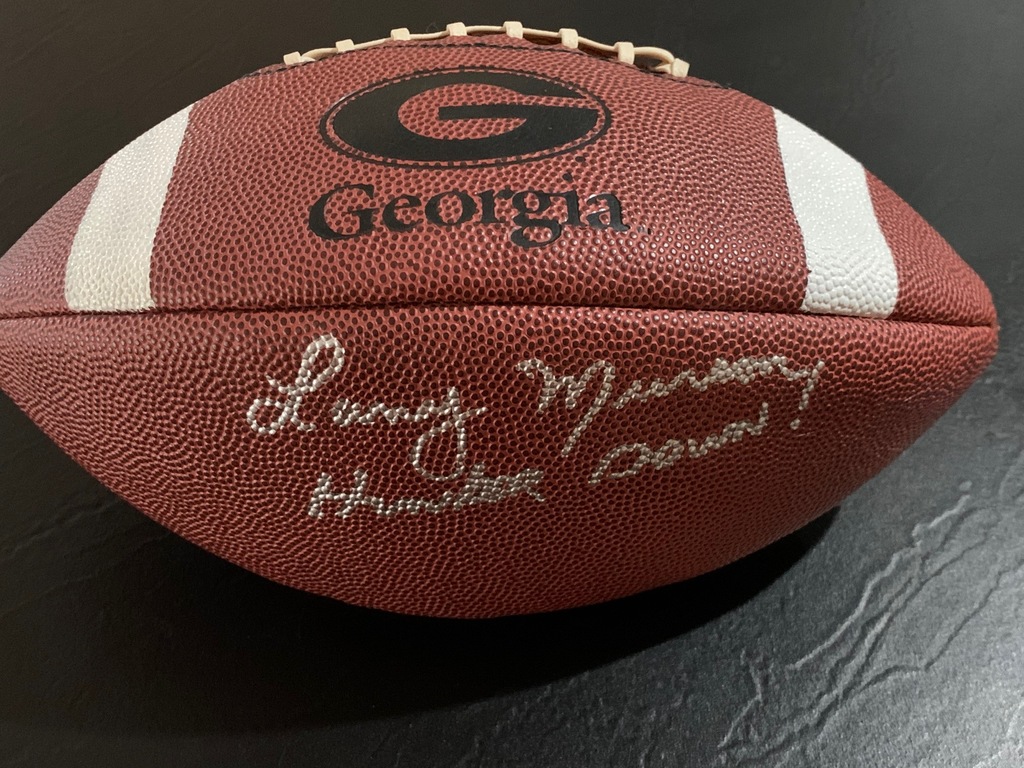 G
Georgia
Larry Munson
Hunker Down!